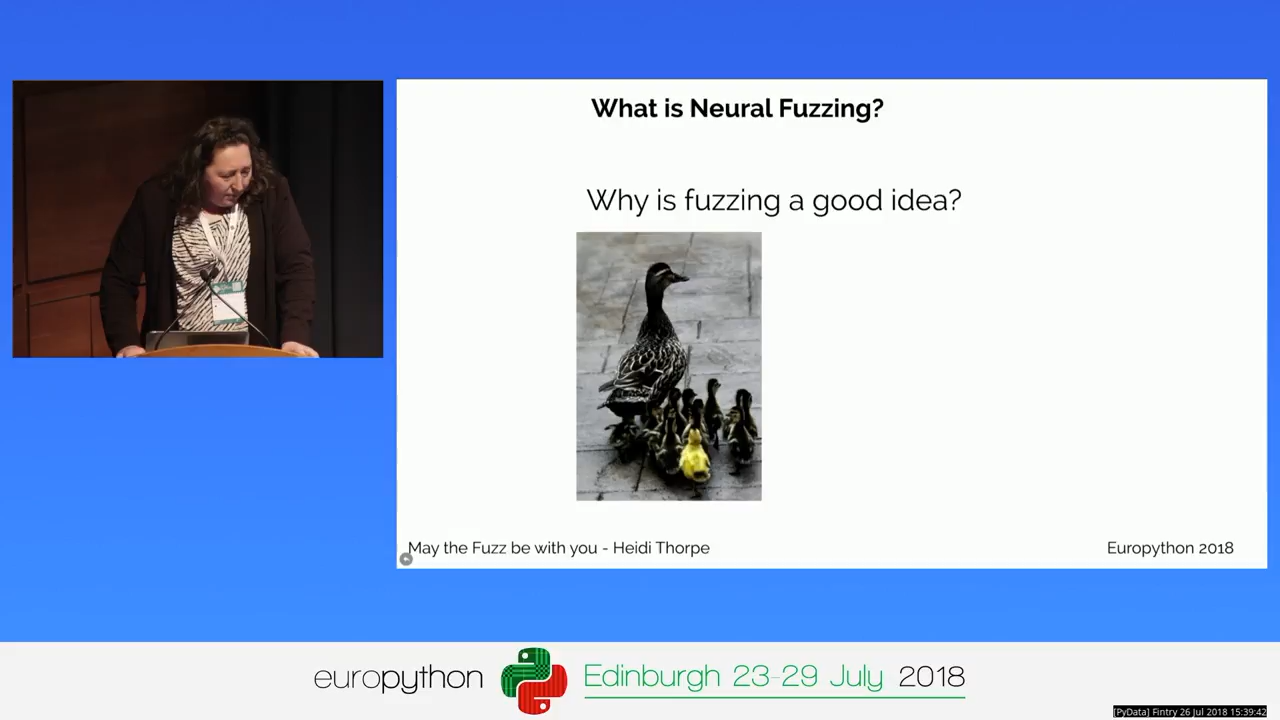 What is Neural Fuzzing?
Why is fuzzing a good idea?
May the Fuzz be with you - Heidi Thorpe
Europython 2018
europython
Edinburgh 23-29 July 2018
[PyData] Fintry 26 Jul 2018 15:39:42